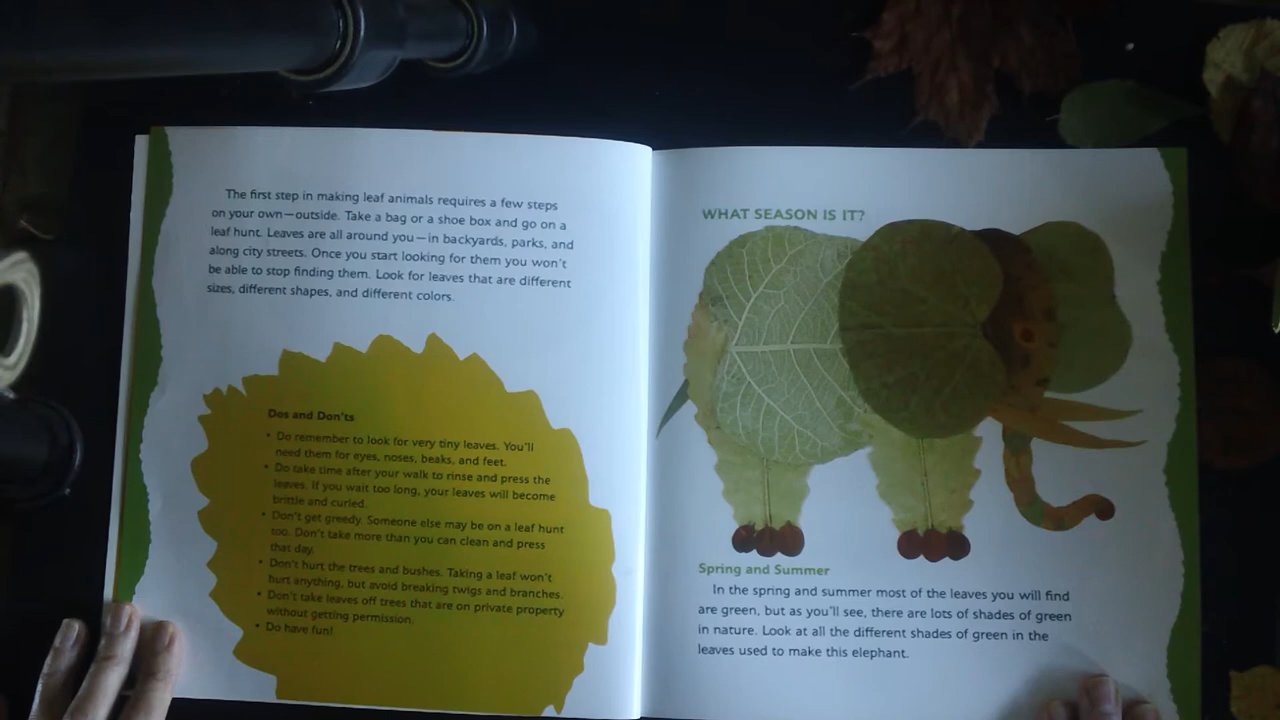 The first step in making leaf animals requires a few steps
on your own—outside. Take a bag or a shoe box and go on a
leaf hunt. Leaves are all around you—in backyards, parks, and
along city streets. Once you start looking for them you won't
be able to stop finding them. Look for leaves that are different
sizes, different shapes, and different colors.
Dos and Don'ts
• Do remember to look for very tiny leaves. You'll
need them for eyes, noses, beaks, and feet.
• Do take time after your walk to rinse and press the
leaves. If you wait too long, your leaves will become
brittle and curled.
• Don't get greedy. Someone else may be on a leaf hunt
too. Don't take more than you can clean and press
that day.
• Don't hurt the trees and bushes. Taking a leaf won't
hurt anything, but avoid breaking twigs and branches.
• Don't take leaves off trees that are on private property
without getting permission.
• Do have fun!
WHAT SEASON IS IT?
Spring and Summer
In the spring and summer most of the leaves you will find
are green, but as you'll see, there are lots of shades of green
in nature. Look at all the different shades of green in the
leaves used to make this elephant.